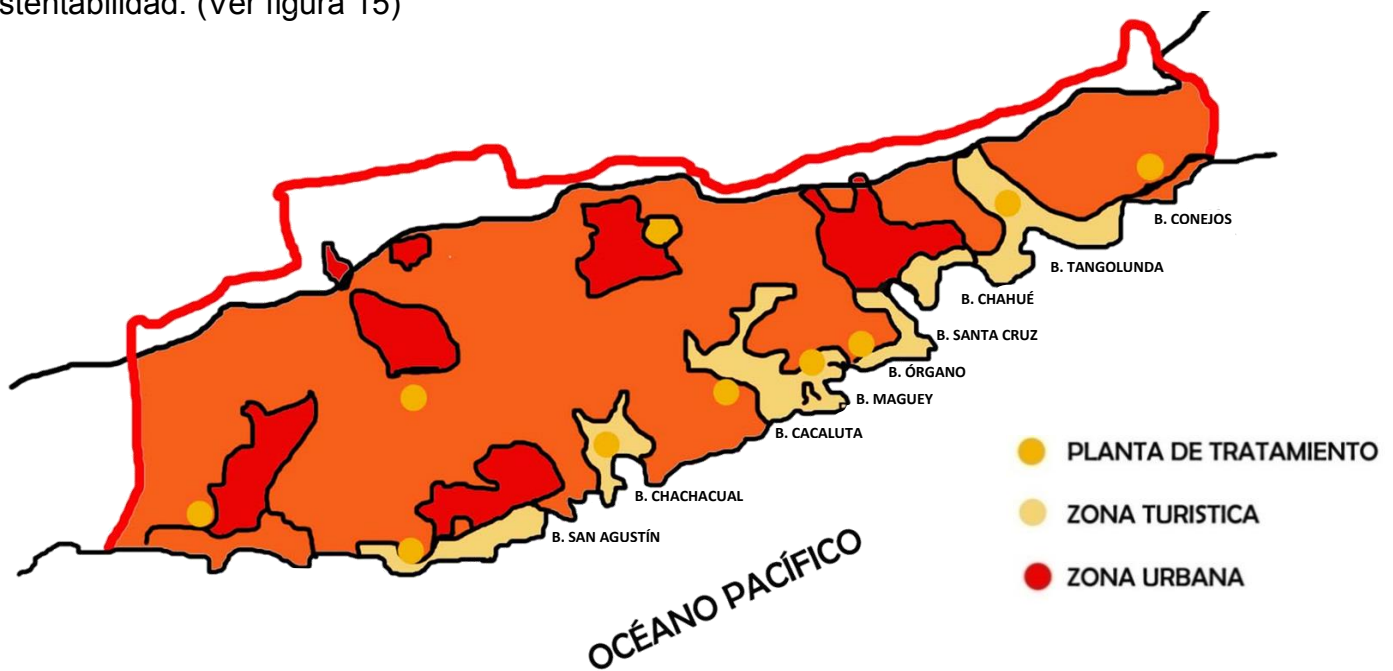 stentabilidad. (Ver figura 15)
B. CONEJOS
B. TANGOLUNDA
B. CHAHUÉ
B. SANTA CRUZ
B. ÓRGANO
B. MAGUEY
B. CACALUTA
B. CHACHACUAL
B. SAN AGUSTÍN
OCÉANO PACÍFICO
PLANTA DE TRATAMIENTO
ZONA TURISTICA
ZONA URBANA